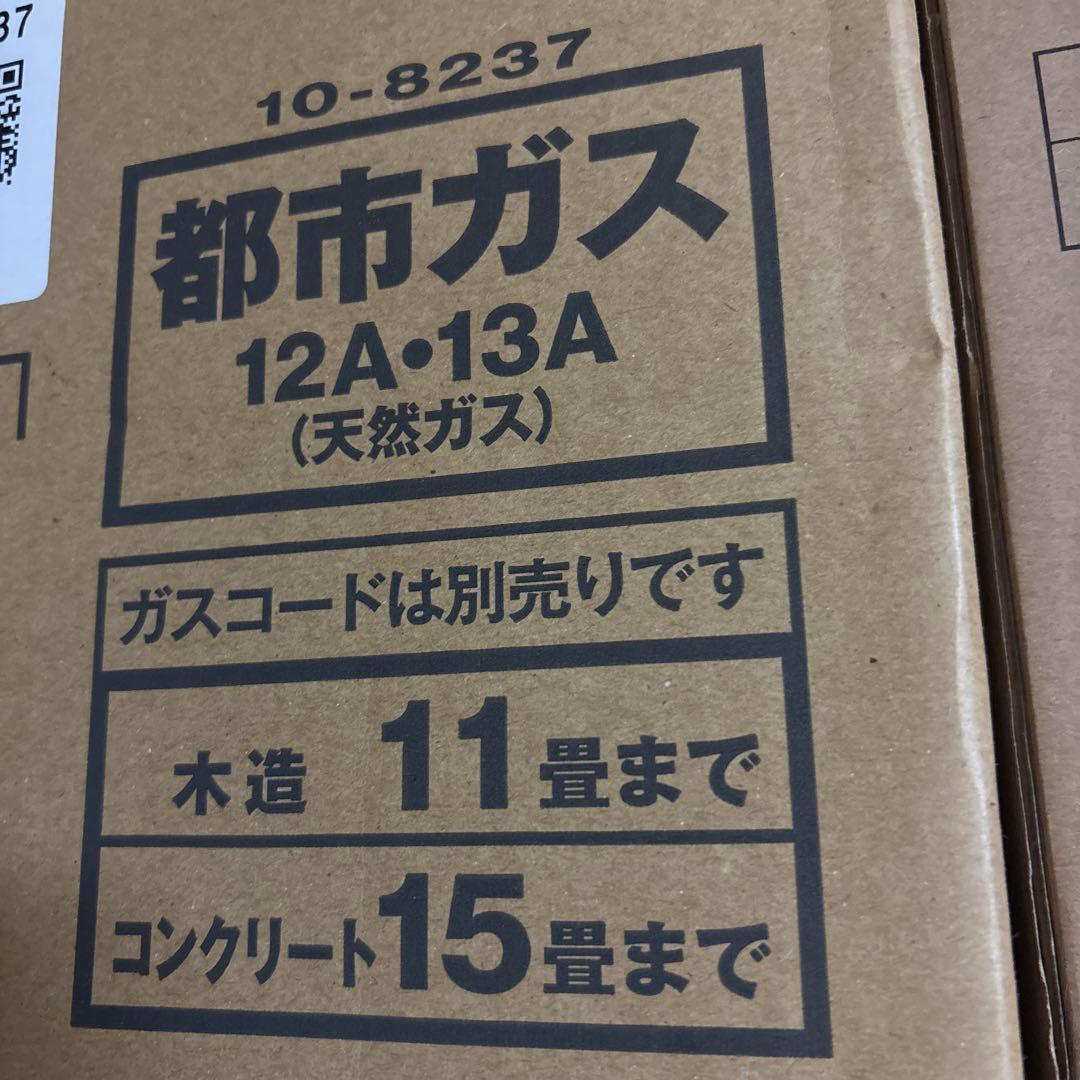 37
10-8237
都市ガス
12A・13A
(天然ガス)
ガスコードは別売りです
木造 11畳まで
コンクリート15畳まで